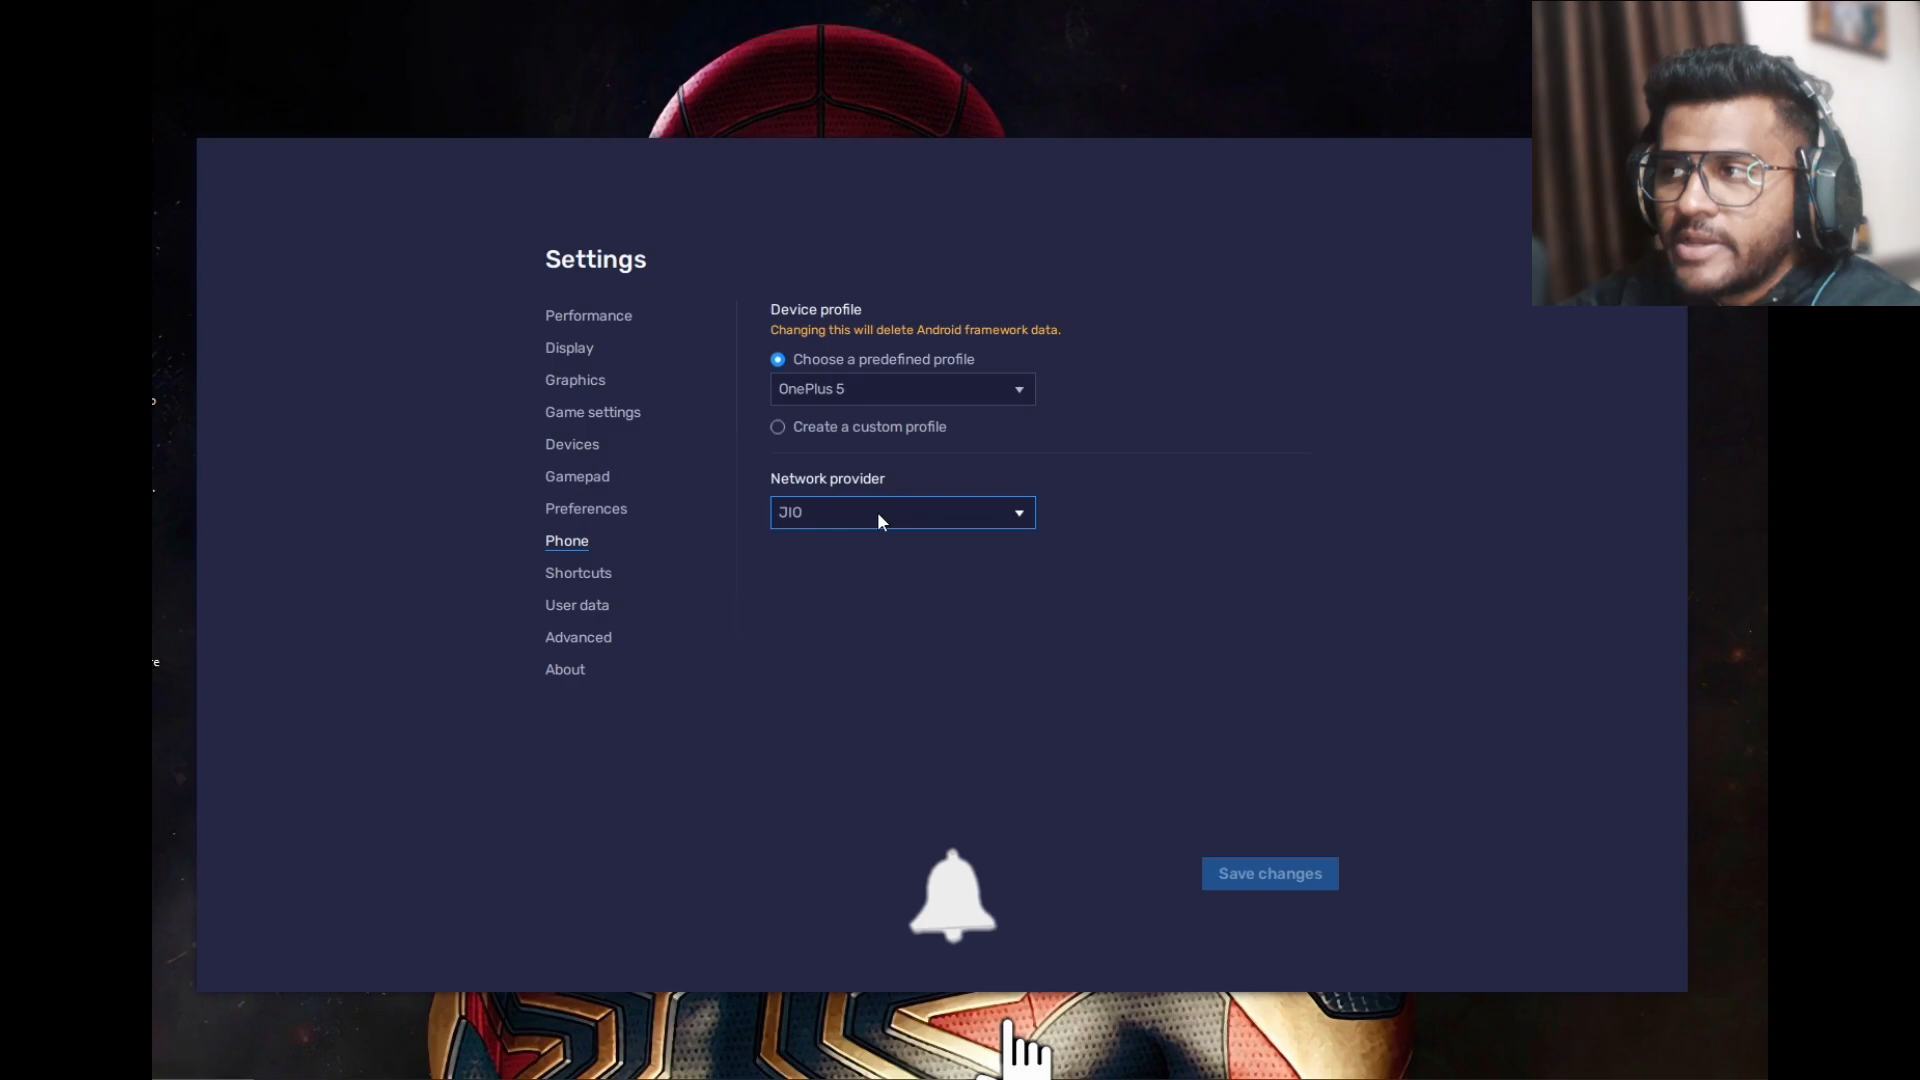 Settings
Performance
Display
Graphics
Game settings
Devices
Gamepad
Preferences
Phone
Shortcuts
User data
Advanced
About
Device profile
Changing this will delete Android framework data.
Choose a predefined profile
OnePlus 5
Create a custom profile
Network provider
JIO
Save changes